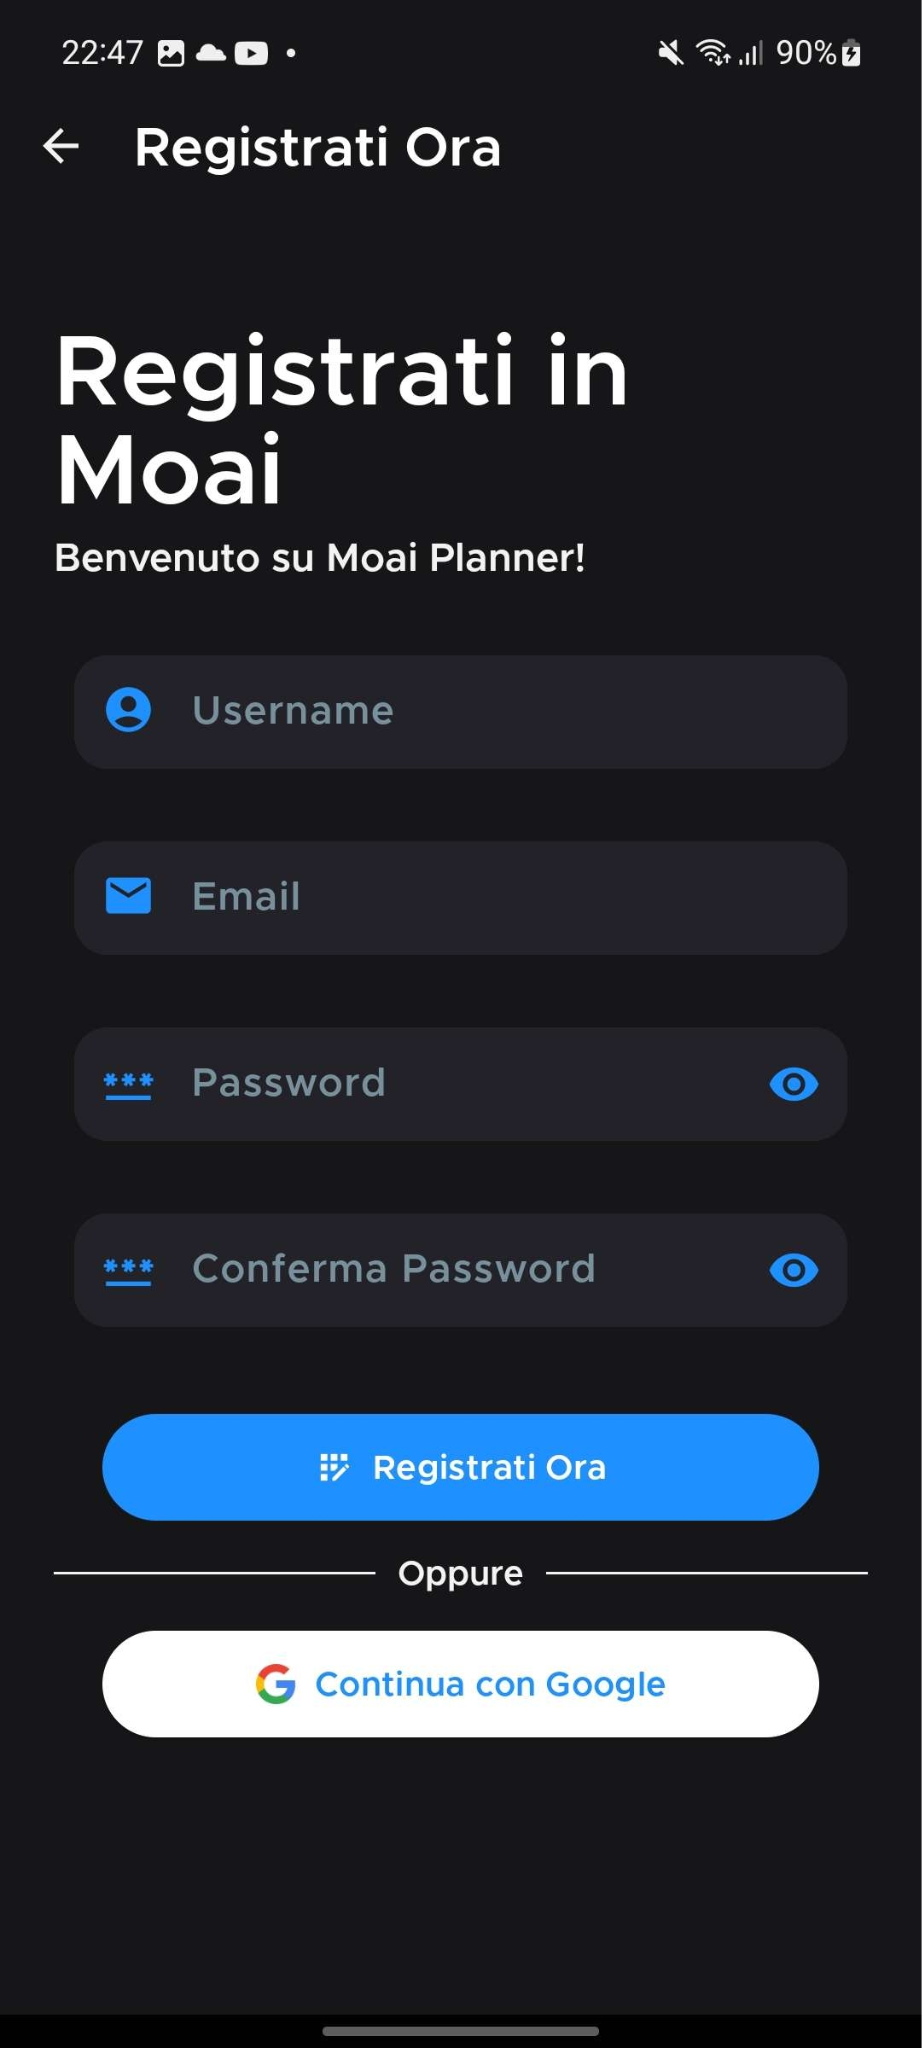 22:47
90%
Registrati Ora
Registrati in
Moai
Benvenuto su Moai Planner!
Username
Email
*** Password
*** Conferma Password
Registrati Ora
Oppure
Continua con Google